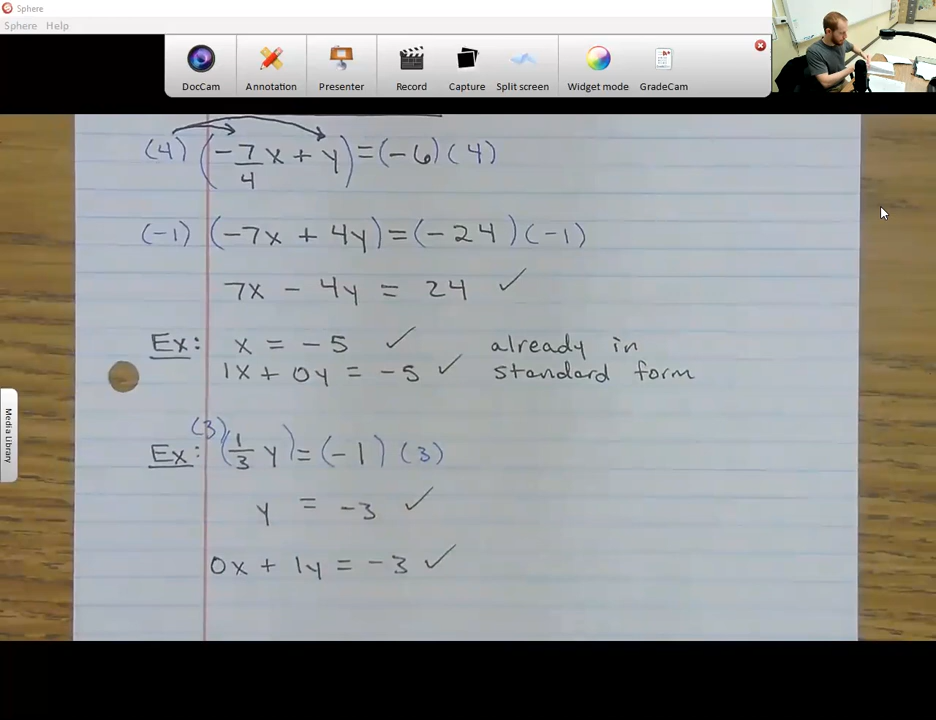 Sphere
Sphere Help
DocCam Annotation Presenter Record Capture Split screen Widget mode GradeCam
Media Library
(4) (-7/4 x + y) = (-6)(4)
(-1) (-7x + 4y) = (-24)(-1)
7x - 4y = 24 ✓
Ex: x = -5 ✓ already in
1x + 0y = -5 ✓ standard form
Ex: (3)(1/3 y) = (-1)(3)
y = -3 ✓
0x + 1y = -3 ✓